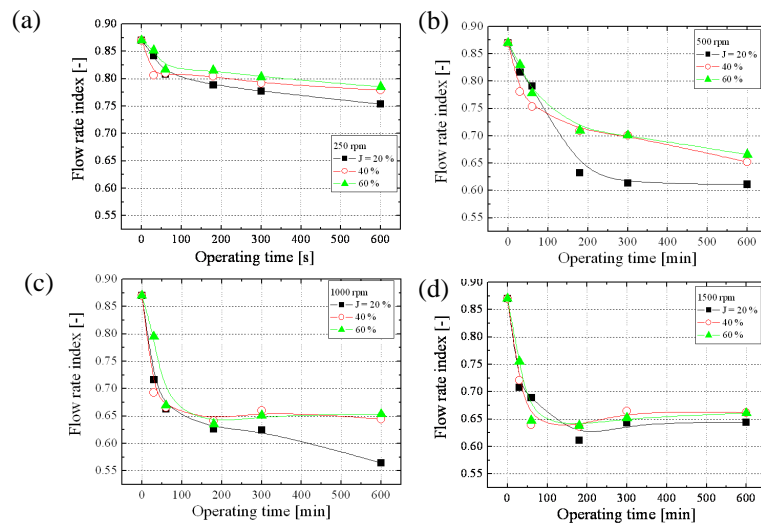 (a)
0.90
0.85
0.80
0.75
0.70
0.65
0.60
0.55
Flow rate index [-]
250 rpm
J = 20 %
40 %
60 %
0 100 200 300 400 500 600
Operating time [s]
(b)
0.90
0.85
0.80
0.75
0.70
0.65
0.60
0.55
Flow rate index [-]
500 rpm
J = 20 %
40 %
60 %
0 100 200 300 400 500 600
Operating time [min]
(c)
0.90
0.85
0.80
0.75
0.70
0.65
0.60
0.55
Flow rate index [-]
1000 rpm
J = 20 %
40 %
60 %
0 100 200 300 400 500 600
Operating time [min]
(d)
0.90
0.85
0.80
0.75
0.70
0.65
0.60
0.55
Flow rate index [-]
1500 rpm
J = 20 %
40 %
60 %
0 100 200 300 400 500 600
Operating time [min]